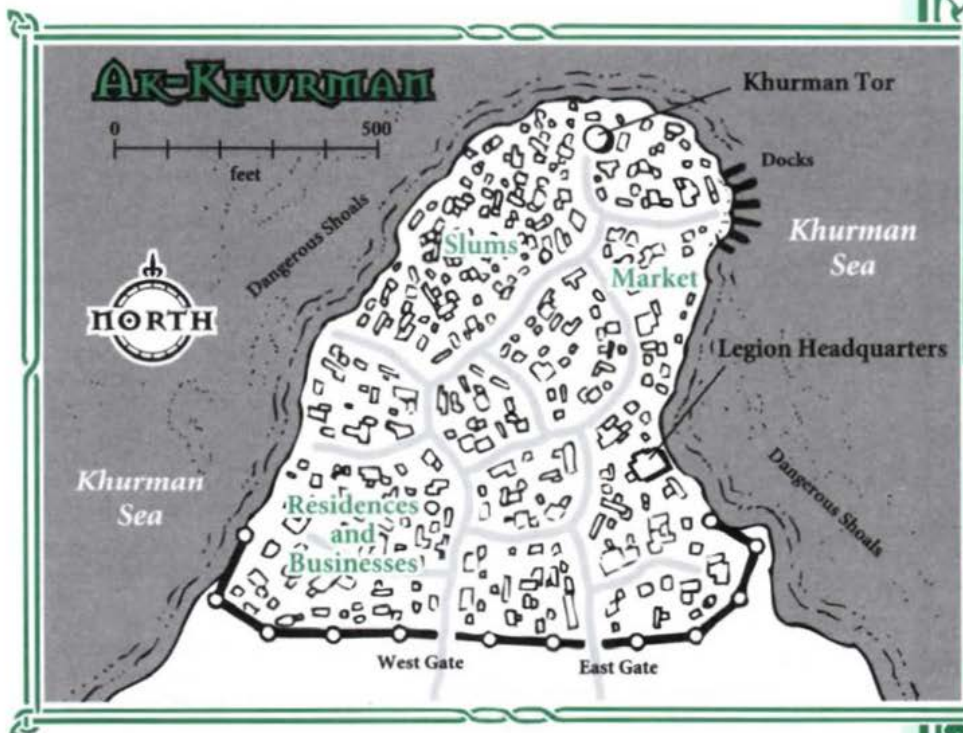 AK-KHURMAN
0 500
feet
Khurman Tor
Docks
Dangerous Shoals
Slums
Khurman
Sea
Market
NORTH
Legion Headquarters
Khurman
Sea
Dangerous Shoals
Residences
and
Businesses
West Gate
East Gate